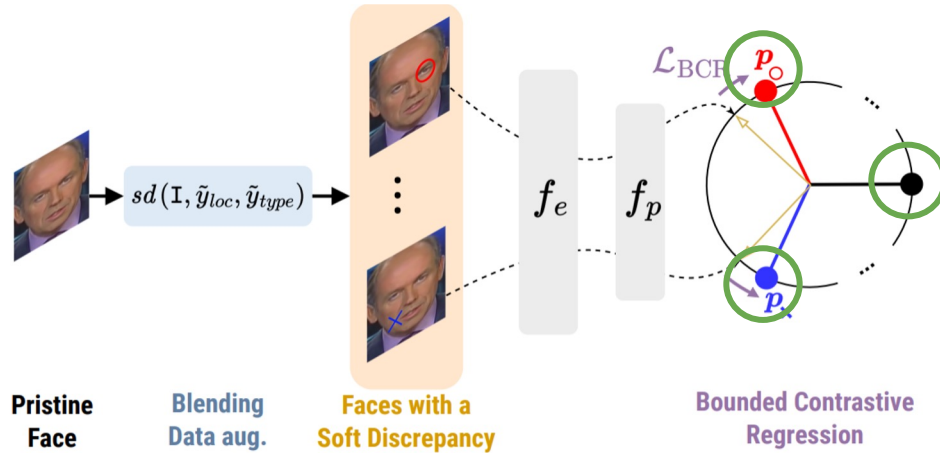 sd(I, ỹ_loc, ỹ_type)
f_e
f_p
ℒ_BCR
p_○
p_×
...
...
⋮
Pristine
Face
Blending
Data aug.
Faces with a
Soft Discrepancy
Bounded Contrastive
Regression